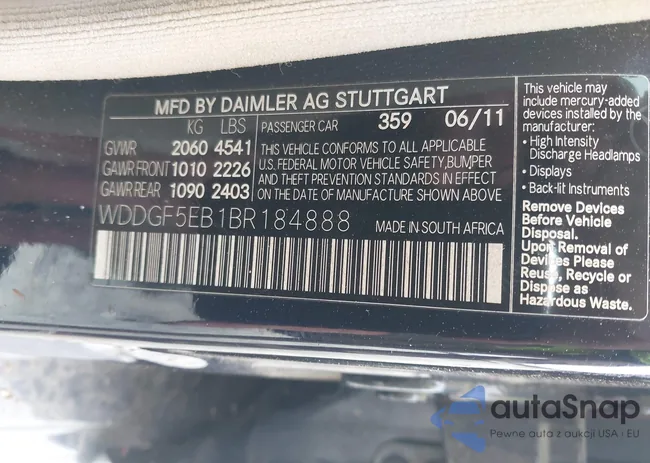 MFD BY DAIMLER AG STUTTGART
KG LBS
GVWR 2060 4541
GAWR FRONT 1010 2226
GAWR REAR 1090 2403
PASSENGER CAR 359 06/11
THIS VEHICLE CONFORMS TO ALL APPLICABLE
U.S. FEDERAL MOTOR VEHICLE SAFETY, BUMPER
AND THEFT PREVENTION STANDARDS IN EFFECT
ON THE DATE OF MANUFACTURE SHOWN ABOVE
WDDGF5EB1BR184888
MADE IN SOUTH AFRICA
This vehicle may
include mercury-added
devices installed by the
manufacturer:
• High Intensity
Discharge Headlamps
• Displays
• Back-lit Instruments
Remove Devices
Before Vehicle
Disposal.
Upon Removal of
Devices Please
Reuse, Recycle or
Dispose as
Hazardous Waste.
autaSnap
Pewne auta z aukcji USA i EU